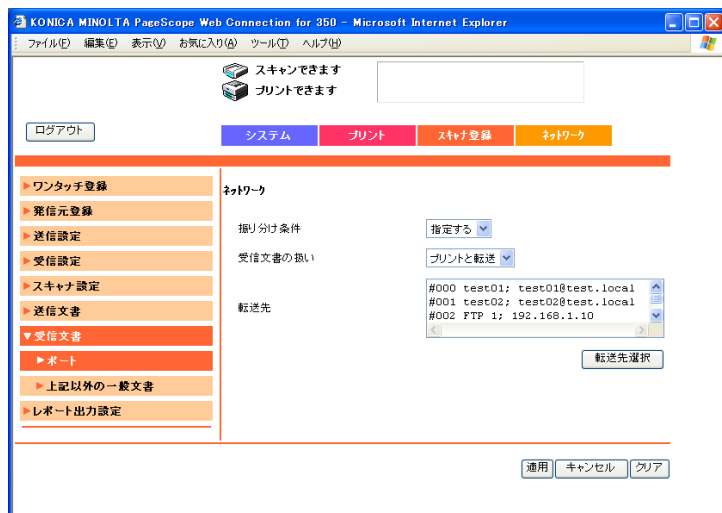 KONICA MINOLTA PageScope Web Connection for 350 - Microsoft Internet Explorer
ファイル(F) 編集(E) 表示(V) お気に入り(A) ツール(T) ヘルプ(H)
スキャンできます
プリントできます
ログアウト
システム プリント スキャナ登録 ネットワーク
ワンタッチ登録
発信元登録
送信設定
受信設定
スキャナ設定
送信文書
受信文書
ポート
上記以外の一般文書
レポート出力設定
ネットワーク
振り分け条件 指定する
受信文書の扱い プリントと転送
転送先
#000 test01; test01@test.local
#001 test02; test02@test.local
#002 FTP 1; 192.168.1.10
転送先選択
適用 キャンセル クリア